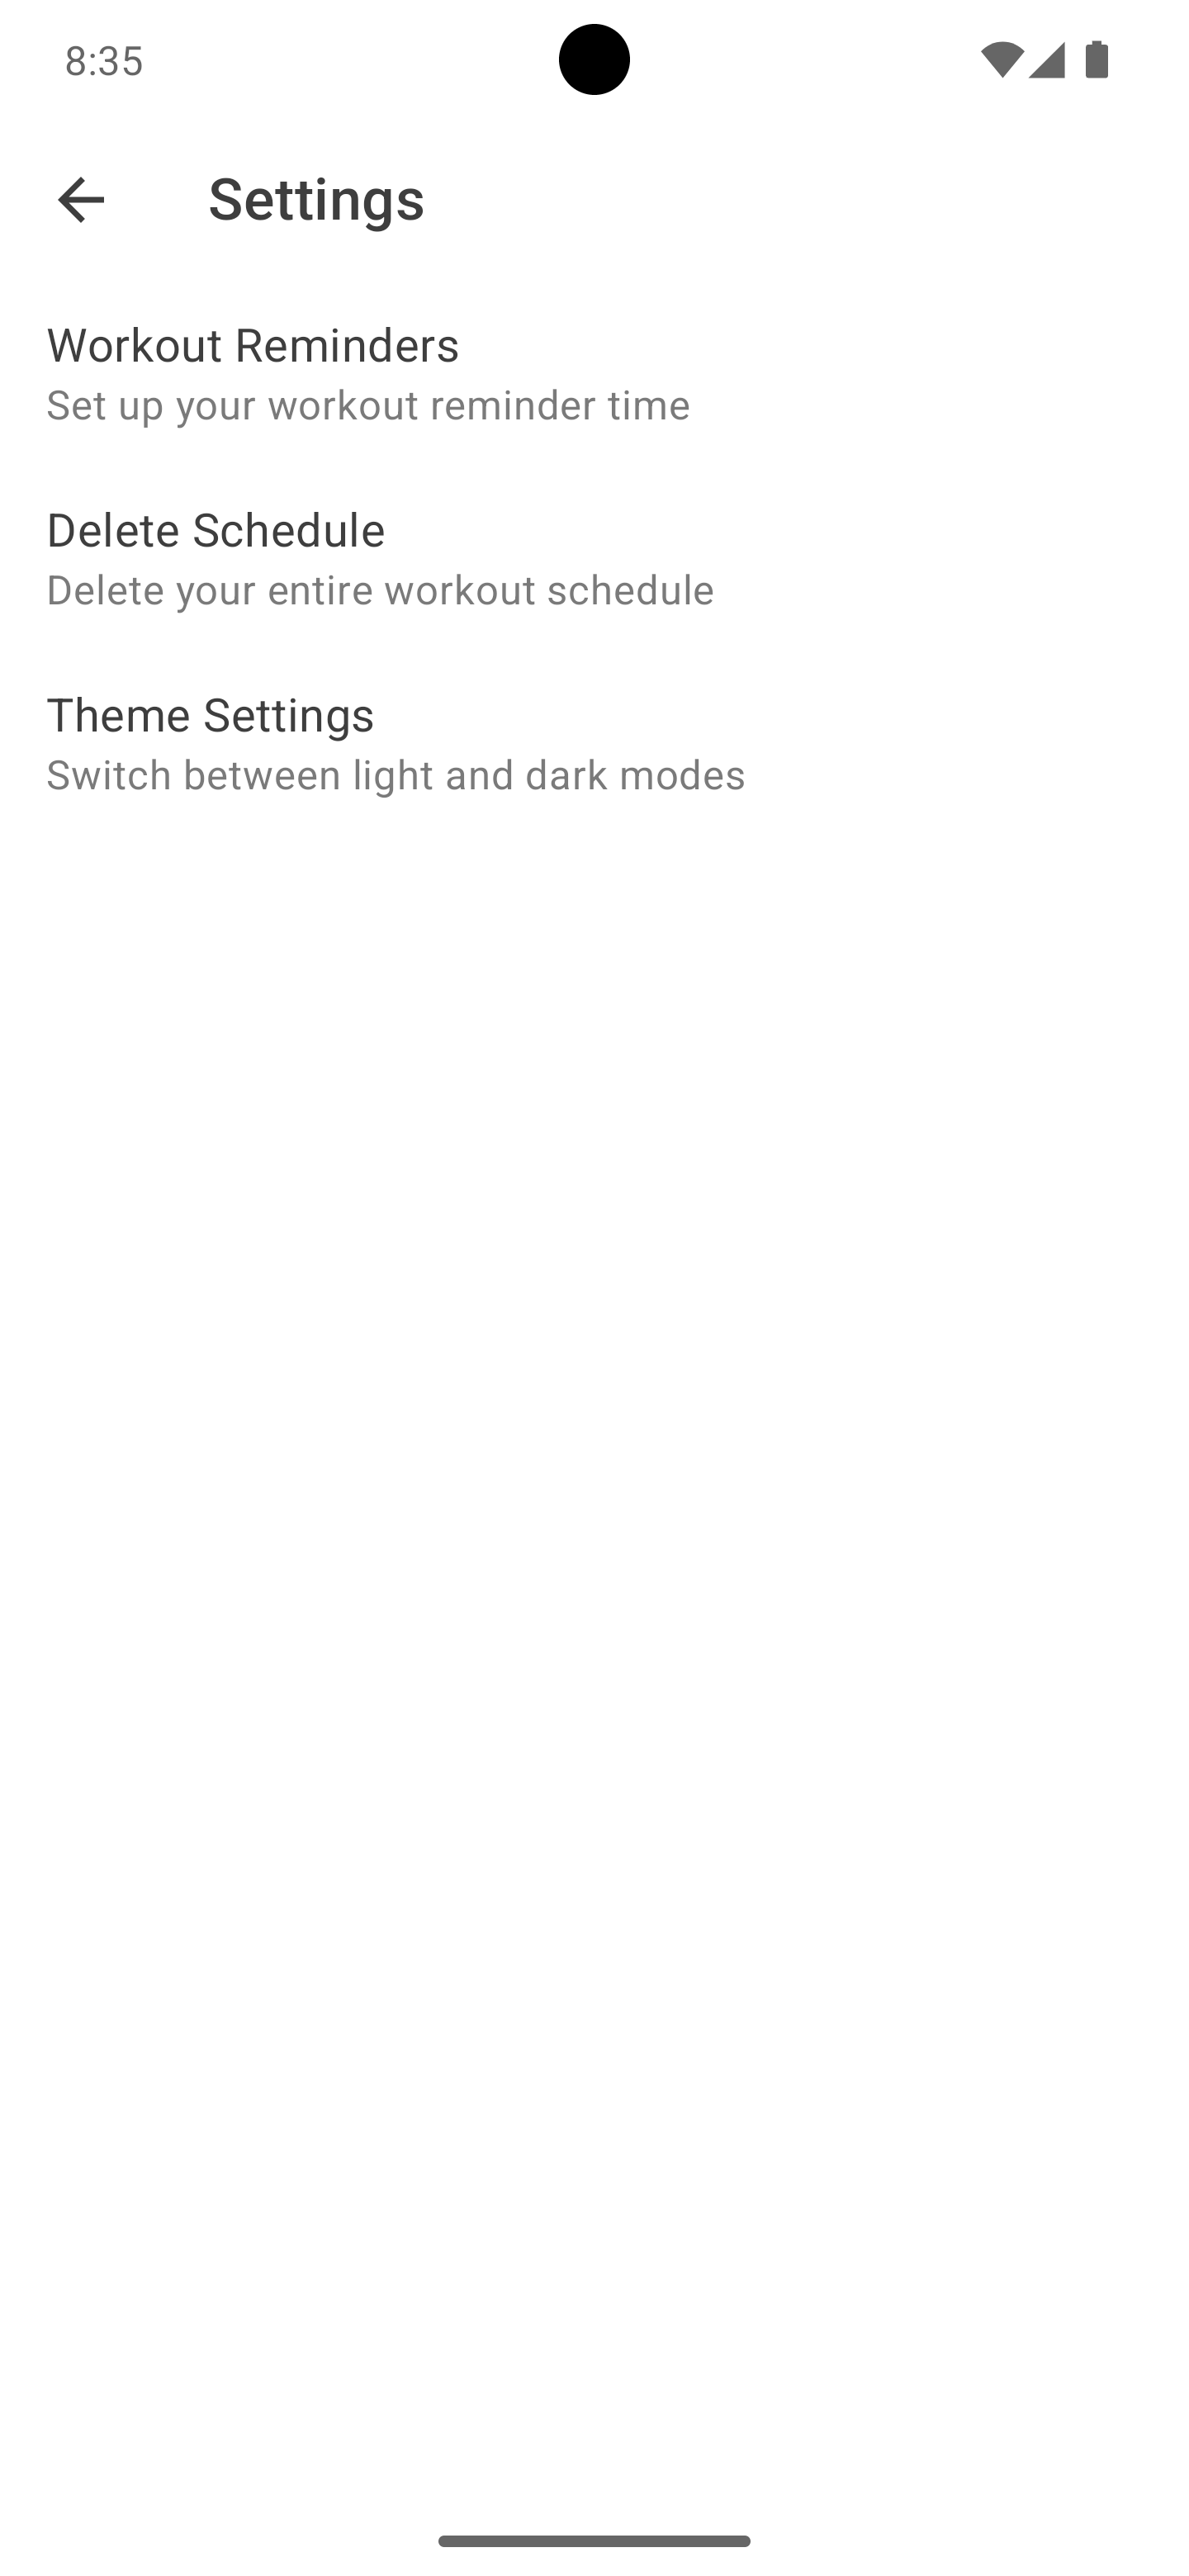 8:35
Settings
Workout Reminders
Set up your workout reminder time
Delete Schedule
Delete your entire workout schedule
Theme Settings
Switch between light and dark modes